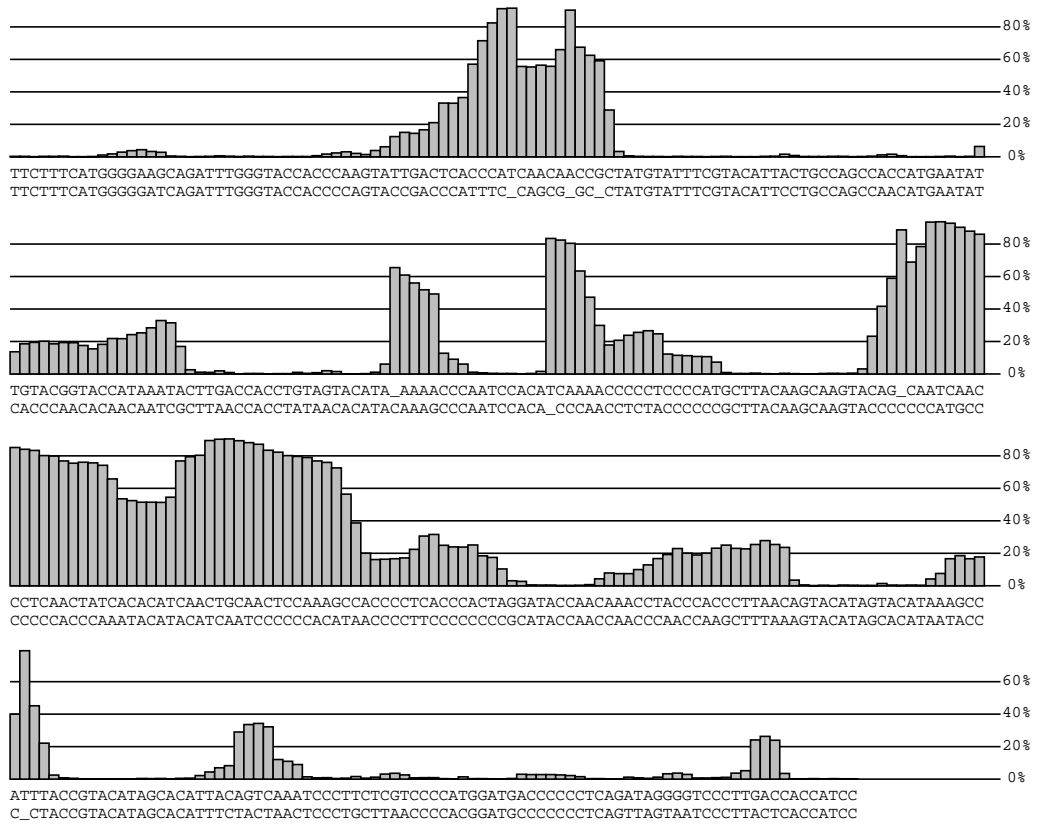 80%
60%
40%
20%
0%
TTCTTTCATGGGGAAGCAGATTTGGGTACCACCCAAGTATTGACTCACCCATCAACAACCGCTATGTATTTCGTACATTACTGCCAGCCACCATGAATAT
TTCTTTCATGGGGGATCAGATTTGGGTACCACCCCAGTACCGACCCATTTC_CAGCG_GC_CTATGTATTTCGTACATTCCTGCCAGCCAACATGAATAT
80%
60%
40%
20%
0%
TGTACGGTACCATAAATACTTGACCACCTGTAGTACATA_AAAACCCAATCCACATCAAAACCCCCTCCCCATGCTTACAAGCAAGTACAG_CAATCAAC
CACCCAACACAACAATCGCTTAACCACCTATAACACATACAAAGCCCAATCCACA_CCCAACCTCTACCCCCCGCTTACAAGCAAGTACCCCCCCATGCC
80%
60%
40%
20%
0%
CCTCAACTATCACACATCAACTGCAACTCCAAAGCCACCCCTCACCCACTAGGATACCAACAAACCTACCCACCCTTAACAGTACATAGTACATAAAGCC
CCCCCACCCAAATACATACATCAATCCCCCCACATAACCCCTTCCCCCCCCGCATACCAACCAACCCAACCAAGCTTTAAAGTACATAGCACATAATACC
60%
40%
20%
0%
ATTTACCGTACATAGCACATTACAGTCAAATCCCTTCTCGTCCCCATGGATGACCCCCCTCAGATAGGGGTCCCTTGACCACCATCC
C_CTACCGTACATAGCACATTTCTACTAACTCCCTGCTTAACCCCACGGATGCCCCCCCTCAGTTAGTAATCCCTTACTCACCATCC